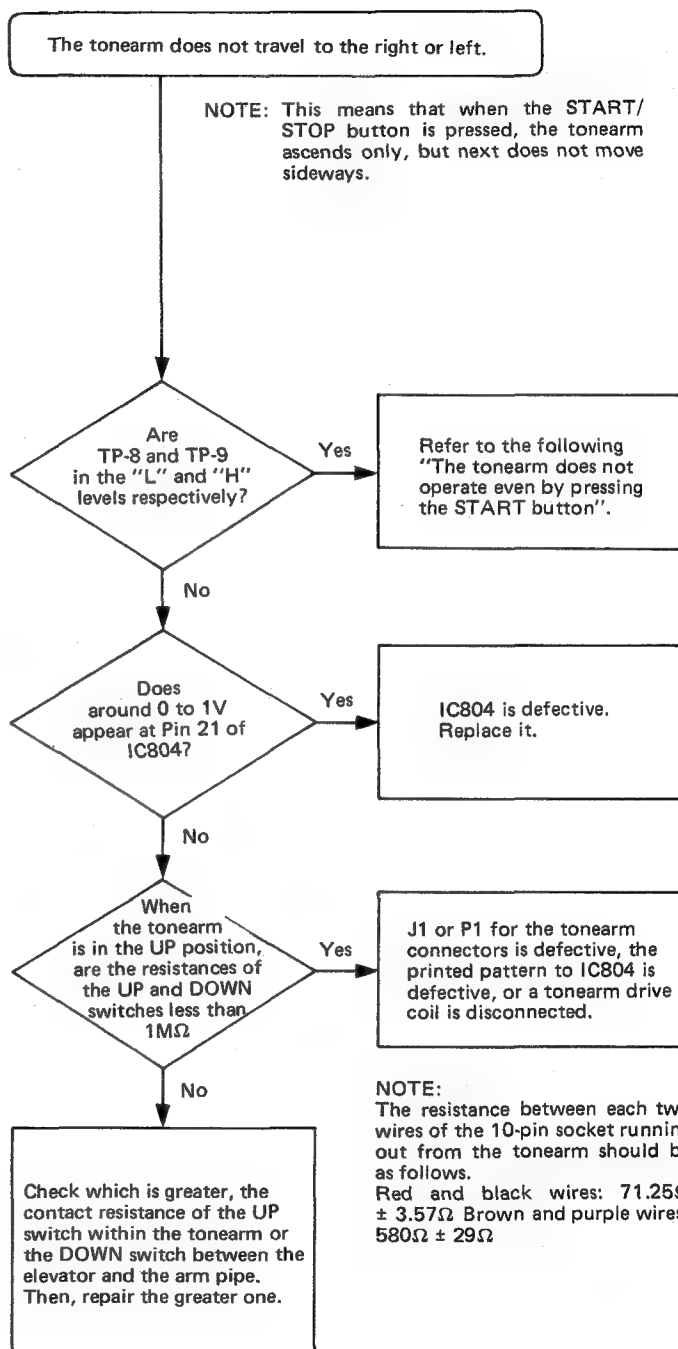 The tonearm does not travel to the right or left.
NOTE: This means that when the START/
STOP button is pressed, the tonearm
ascends only, but next does not move
sideways.
Are
TP-8 and TP-9
in the "L" and "H"
levels respectively?
Yes
Refer to the following
"The tonearm does not
operate even by pressing
the START button".
No
Does
around 0 to 1V
appear at Pin 21 of
IC804?
Yes
IC804 is defective.
Replace it.
No
When
the tonearm
is in the UP position,
are the resistances of
the UP and DOWN
switches less than
1MΩ
Yes
J1 or P1 for the tonearm
connectors is defective, the
printed pattern to IC804 is
defective, or a tonearm drive
coil is disconnected.
No
Check which is greater, the
contact resistance of the UP
switch within the tonearm or
the DOWN switch between the
elevator and the arm pipe.
Then, repair the greater one.
NOTE:
The resistance between each tw
wires of the 10-pin socket runnin
out from the tonearm should b
as follows.
Red and black wires: 71.25
± 3.57Ω Brown and purple wires
580Ω ± 29Ω